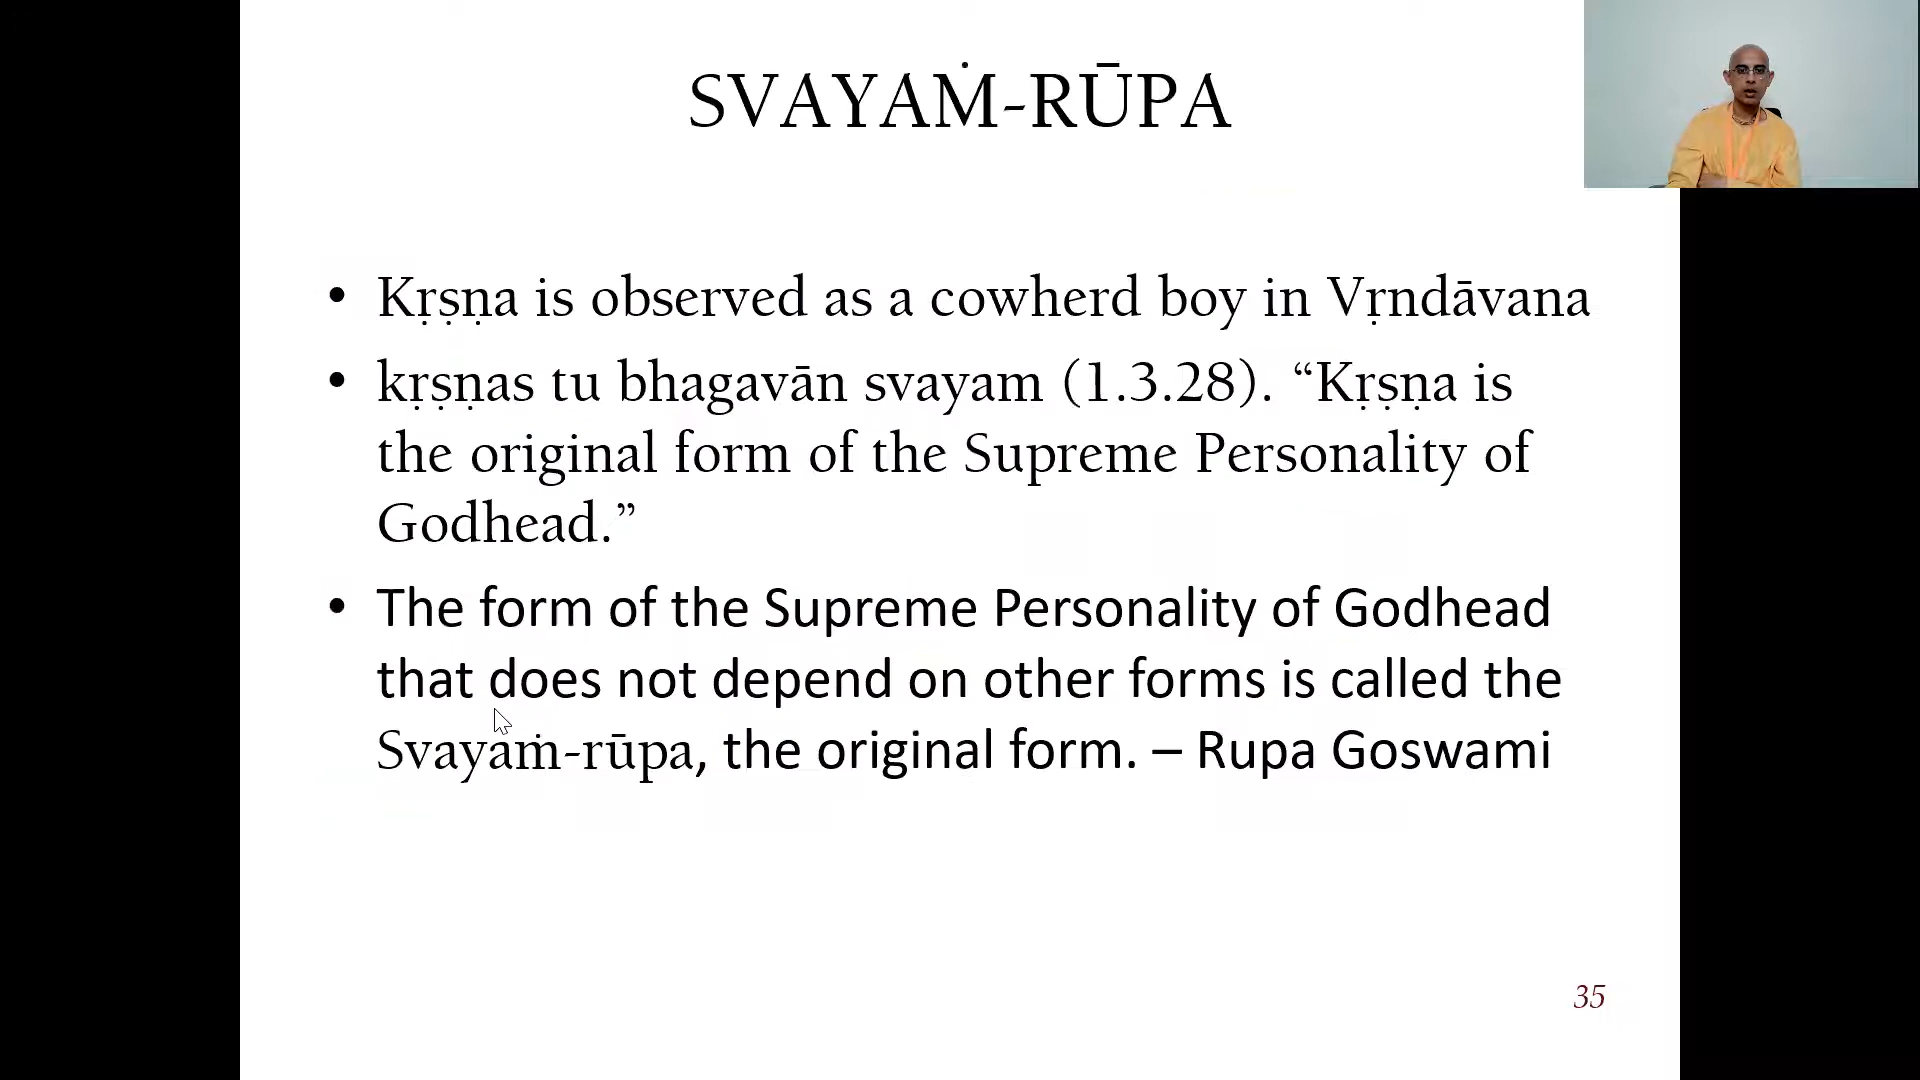 SVAYAṀ-RŪPA
• Kṛṣṇa is observed as a cowherd boy in Vṛndāvana
• kṛṣṇas tu bhagavān svayam (1.3.28). “Kṛṣṇa is
the original form of the Supreme Personality of
Godhead.”
• The form of the Supreme Personality of Godhead
that does not depend on other forms is called the
Svayaṁ-rūpa, the original form. – Rupa Goswami
35